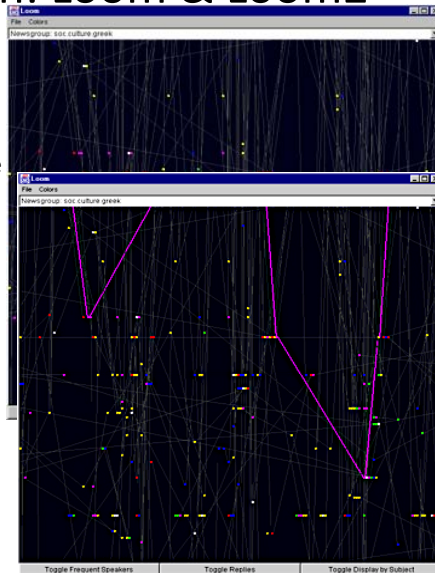 Loom & Loom2
Loom
File Colors
Newsgroup: soc.culture.greek
Loom
File Colors
Newsgroup: soc.culture.greek
Toggle Frequent Speakers
Toggle Replies
Toggle Display by Subject